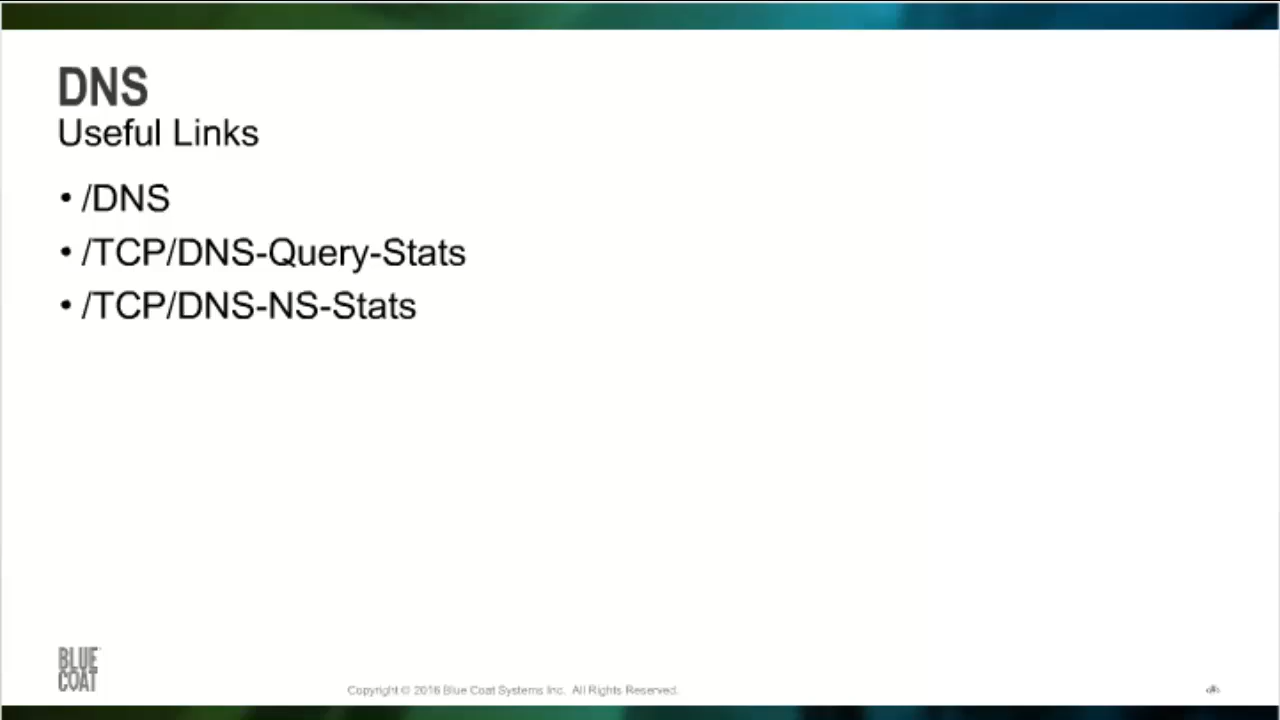 DNS
Useful Links
• /DNS
• /TCP/DNS-Query-Stats
• /TCP/DNS-NS-Stats
BLUE
COAT
Copyright © 2016 Blue Coat Systems Inc. All Rights Reserved.